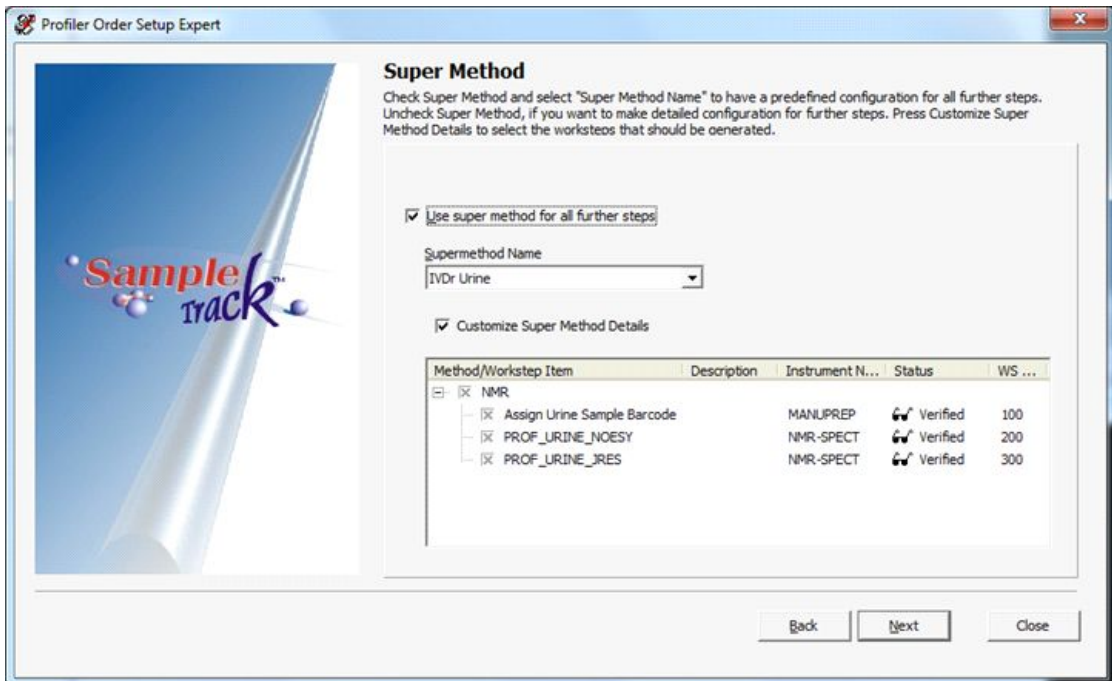 Profiler Order Setup Expert
Super Method
Check Super Method and select "Super Method Name" to have a predefined configuration for all further steps.
Uncheck Super Method, if you want to make detailed configuration for further steps. Press Customize Super
Method Details to select the worksteps that should be generated.
Use super method for all further steps
Supermethod Name
IVDr Urine
Sample
Track™
Customize Super Method Details
Method/Workstep Item Description Instrument N... Status WS ...
NMR
Assign Urine Sample Barcode MANUPREP Verified 100
PROF_URINE_NOESY NMR-SPECT Verified 200
PROF_URINE_JRES NMR-SPECT Verified 300
Back Next Close